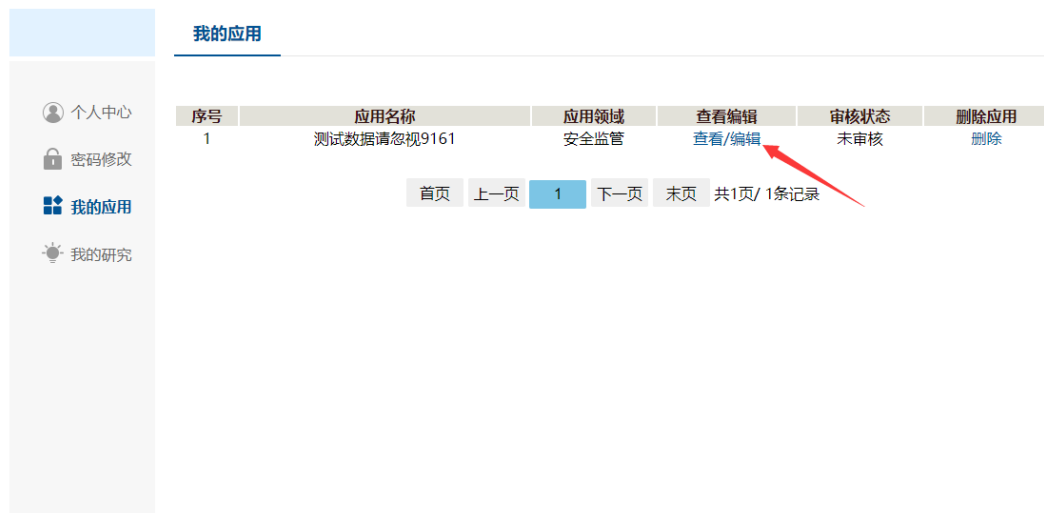 我的应用
个人中心
密码修改
我的应用
我的研究
序号 应用名称 应用领域 查看编辑 审核状态 删除应用
1 测试数据请忽视9161 安全监管 查看/编辑 未审核 删除
首页 上一页 1 下一页 末页 共1页/ 1条记录